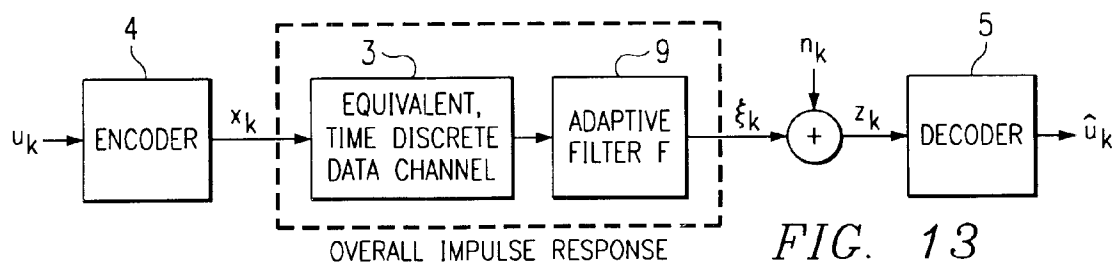 4
3
9
5
n_k
u_k
ENCODER
x_k
EQUIVALENT,
TIME DISCRETE
DATA CHANNEL
ADAPTIVE
FILTER F
ξ_k
+
z_k
DECODER
û_k
OVERALL IMPULSE RESPONSE
FIG. 13